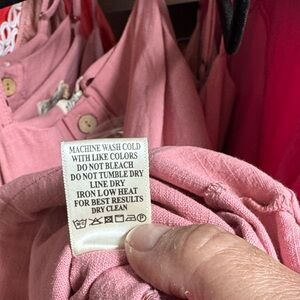 MACHINE WASH COLD
WITH LIKE COLORS
DO NOT BLEACH
DO NOT TUMBLE DRY
LINE DRY
IRON LOW HEAT
FOR BEST RESULTS
DRY CLEAN